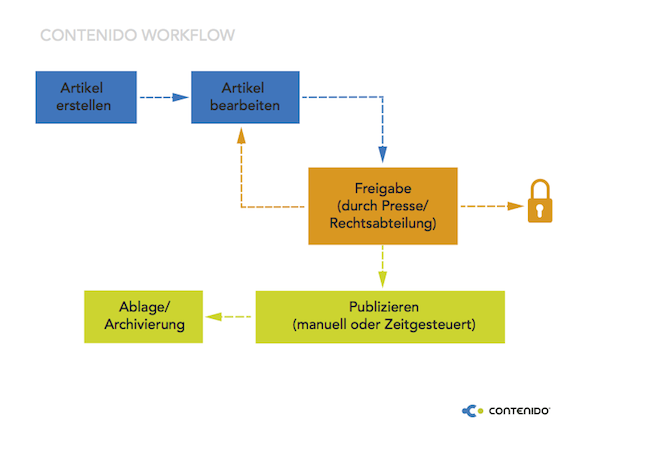 CONTENIDO WORKFLOW
Artikel
erstellen
Artikel
bearbeiten
Freigabe
(durch Presse/
Rechtsabteilung)
Ablage/
Archivierung
Publizieren
(manuell oder Zeitgesteuert)
CONTENIDO